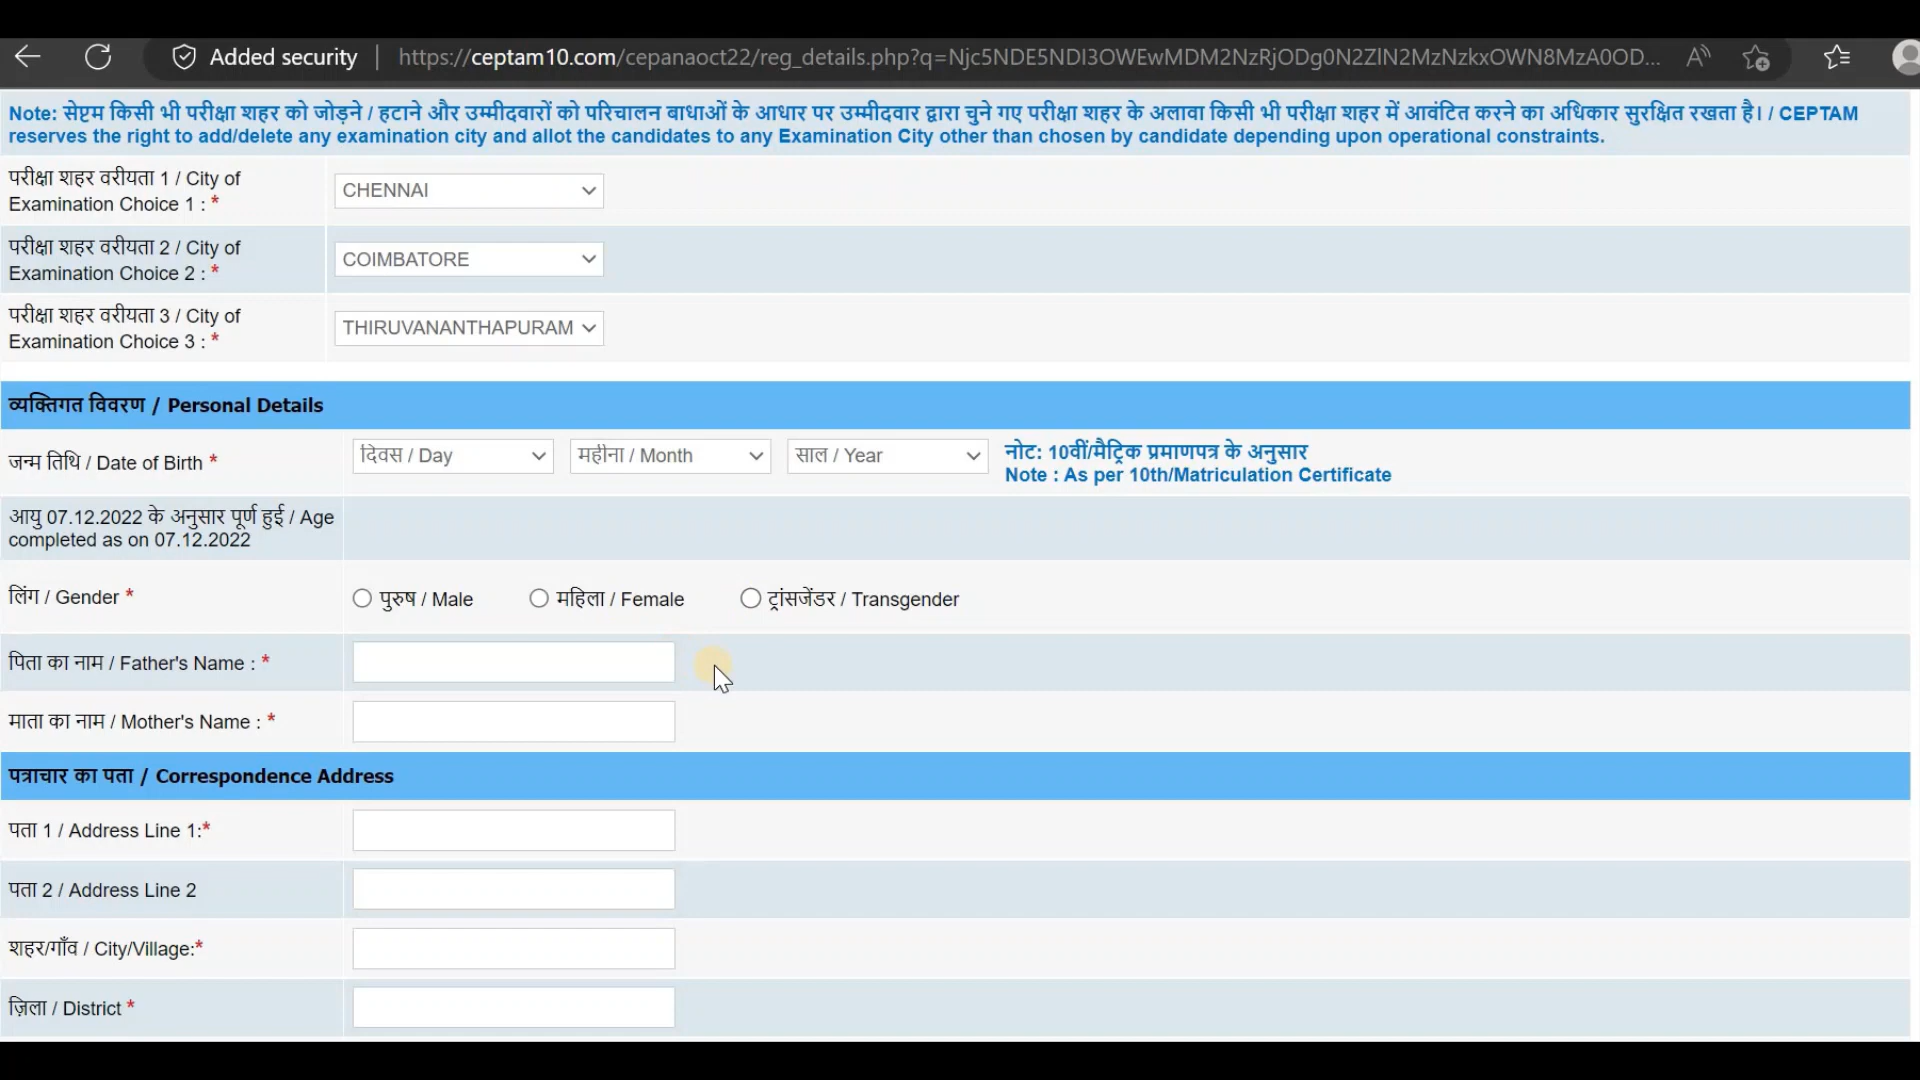 Added security | https://ceptam10.com/cepanaoct22/reg_details.php?q=Njc5NDE5NDI3OWEwMDM2NzRjODg0N2ZlN2MzNzkxOWN8MzA0OD...
Note: सेप्टम किसी भी परीक्षा शहर को जोड़ने / हटाने और उम्मीदवारों को परिचालन बाधाओं के आधार पर उम्मीदवार द्वारा चुने गए परीक्षा शहर के अलावा किसी भी परीक्षा शहर में आवंटित करने का अधिकार सुरक्षित रखता है। / CEPTAM
reserves the right to add/delete any examination city and allot the candidates to any Examination City other than chosen by candidate depending upon operational constraints.
परीक्षा शहर वरीयता 1 / City of
Examination Choice 1 : *
CHENNAI
परीक्षा शहर वरीयता 2 / City of
Examination Choice 2 : *
COIMBATORE
परीक्षा शहर वरीयता 3 / City of
Examination Choice 3 : *
THIRUVANANTHAPURAM
व्यक्तिगत विवरण / Personal Details
जन्म तिथि / Date of Birth *
दिवस / Day
महीना / Month
साल / Year
नोट: 10वीं/मैट्रिक प्रमाणपत्र के अनुसार
Note : As per 10th/Matriculation Certificate
आयु 07.12.2022 के अनुसार पूर्ण हुई / Age
completed as on 07.12.2022
लिंग / Gender *
पुरुष / Male
महिला / Female
ट्रांसजेंडर / Transgender
पिता का नाम / Father's Name : *
माता का नाम / Mother's Name : *
पत्राचार का पता / Correspondence Address
पता 1 / Address Line 1:*
पता 2 / Address Line 2
शहर/गाँव / City/Village:*
ज़िला / District *